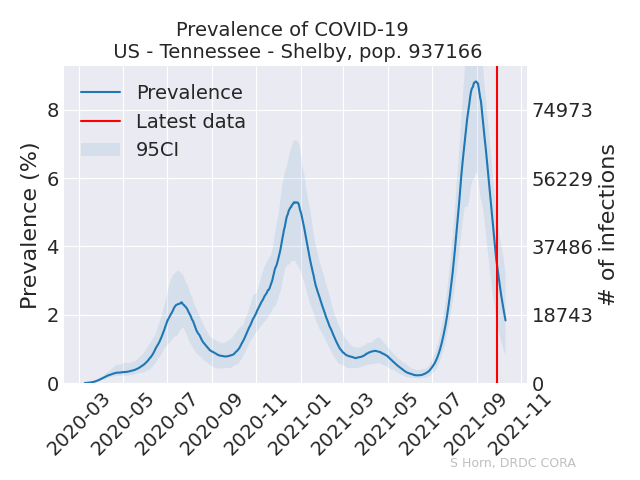 Prevalence of COVID-19
US - Tennessee - Shelby, pop. 937166
Prevalence
Latest data
95CI
Prevalence (%)
8
6
4
2
0
74973
56229
37486
18743
0
# of infections
2020-03
2020-05
2020-07
2020-09
2020-11
2021-01
2021-03
2021-05
2021-07
2021-09
2021-11
S Horn, DRDC CORA